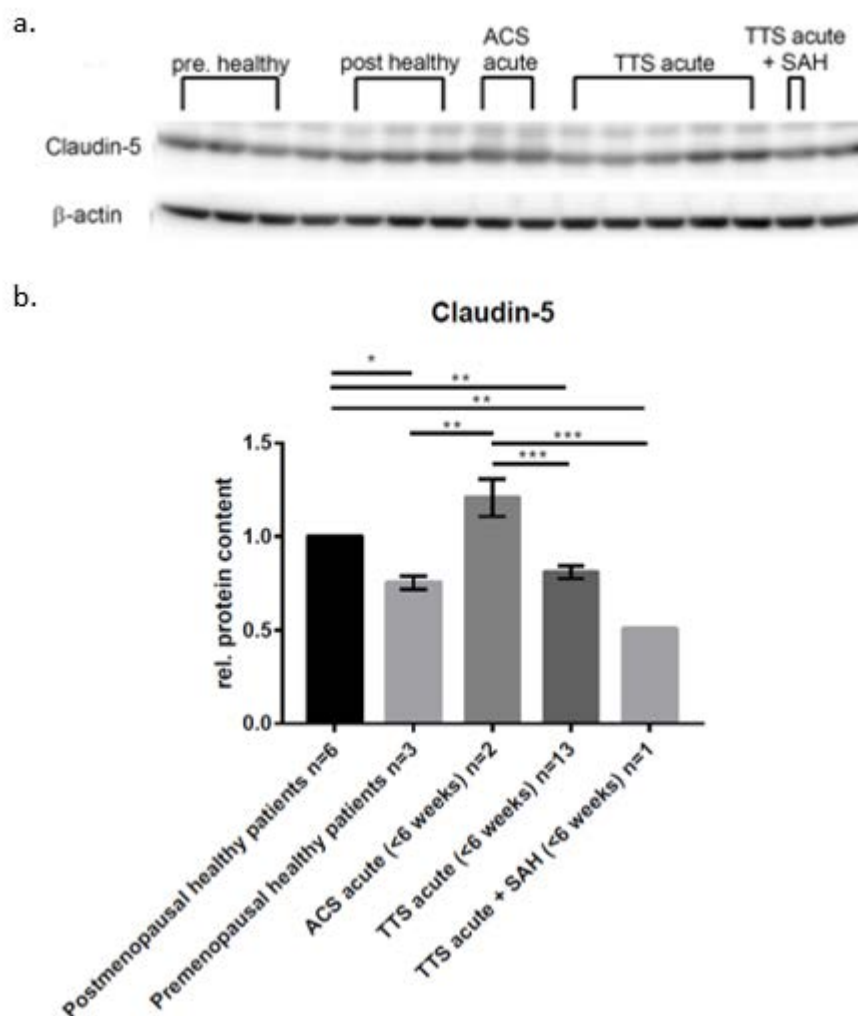 a.
pre. healthy
post healthy
ACS
acute
TTS acute
TTS acute
+ SAH
Claudin-5
β-actin
b.
Claudin-5
*
**
**
**
***
***
rel. protein content
1.5
1.0
0.5
0.0
Postmenopausal healthy patients n=6
Premenopausal healthy patients n=3
ACS acute (<6 weeks) n=2
TTS acute (<6 weeks) n=13
TTS acute + SAH (<6 weeks) n=1